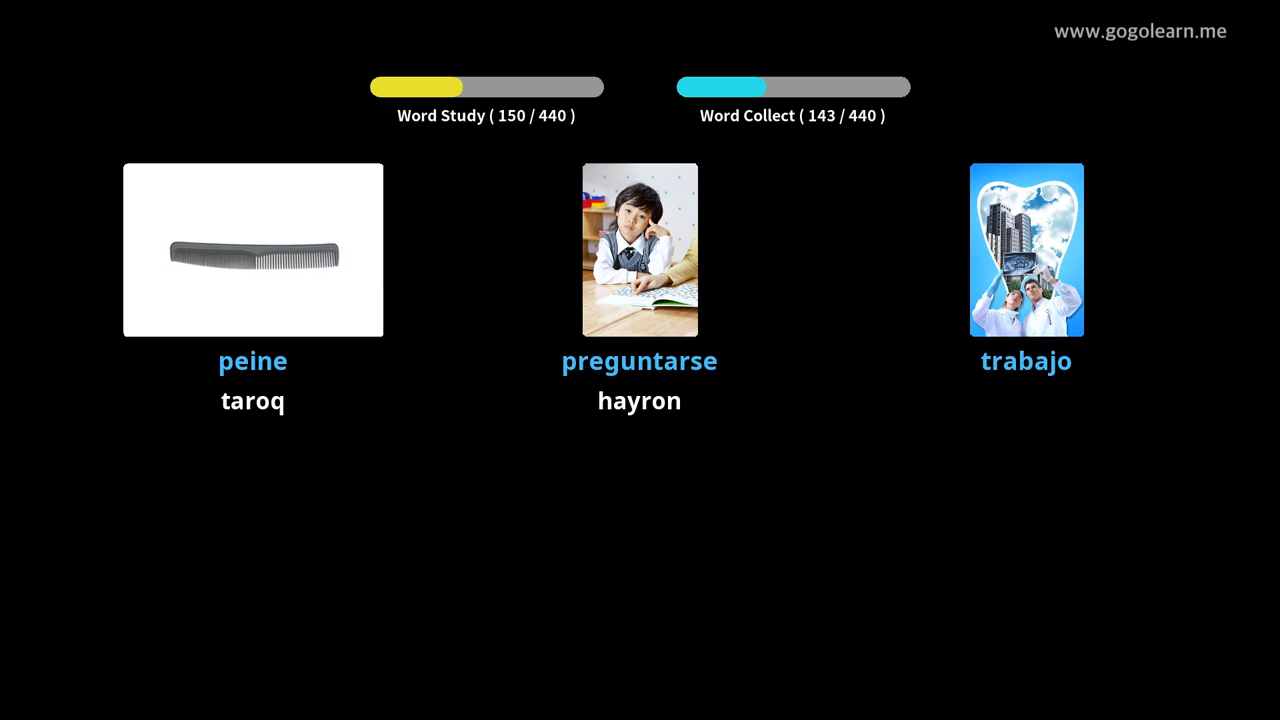 www.gogolearn.me
Word Study ( 150 / 440 )
Word Collect ( 143 / 440 )
peine
preguntarse
trabajo
taroq
hayron